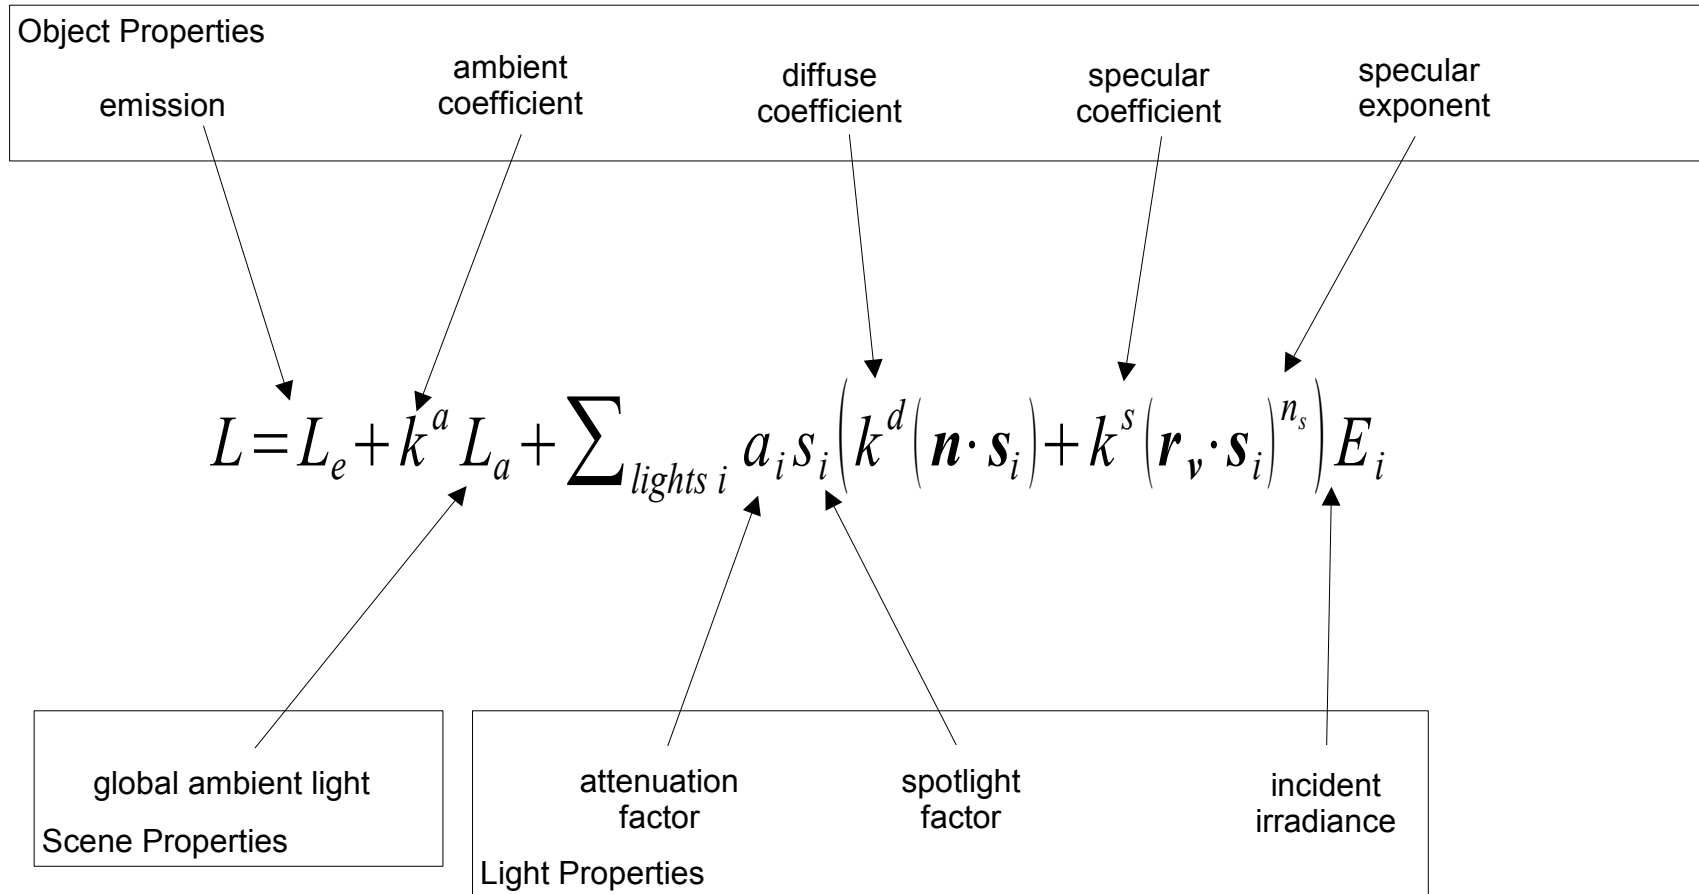 Object Properties
emission
ambient
coefficient
diffuse
coefficient
specular
coefficient
specular
exponent
L=L_e+k^a L_a+∑_{lights i} a_i s_i(k^d(n·s_i)+k^s(r_v·s_i)^{n_s})E_i
global ambient light
Scene Properties
attenuation
factor
spotlight
factor
incident
irradiance
Light Properties